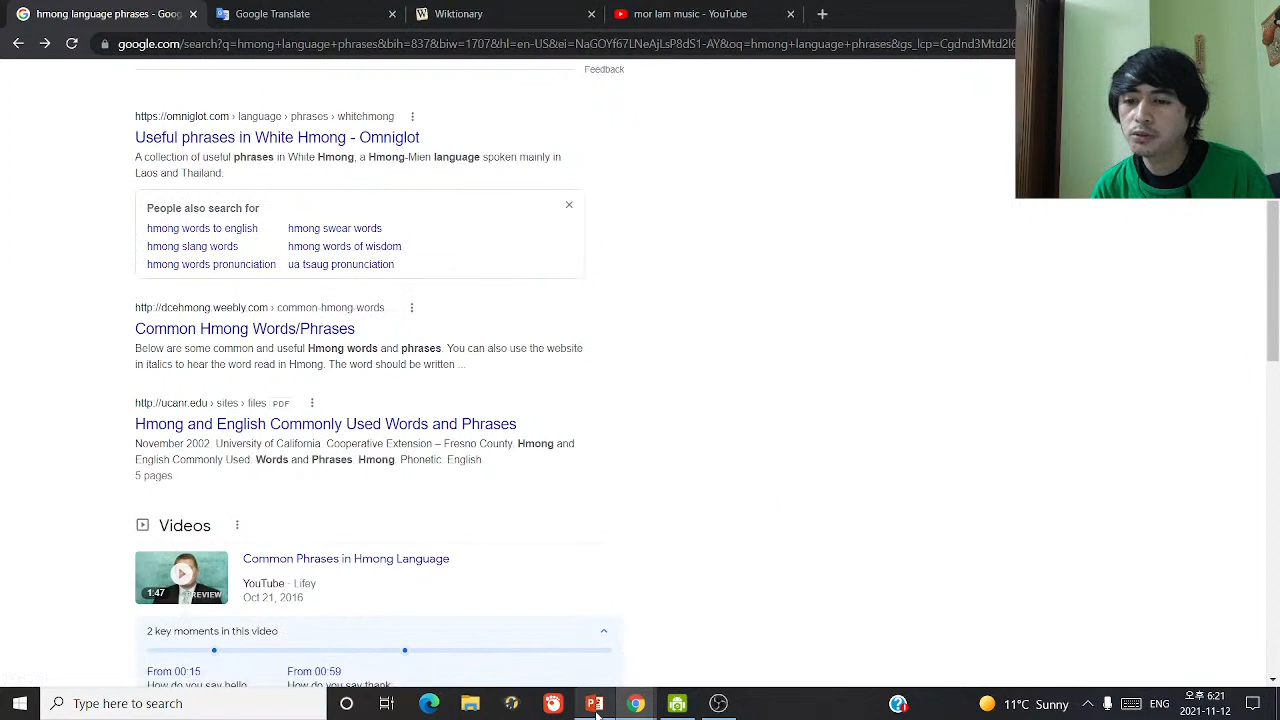 hmong language phrases - Goog
Google Translate
Wiktionary
mor lam music - YouTube
google.com/search?q=hmong+language+phrases&bih=837&biw=1707&hl=en-US&ei=NaGOYf67LNeAjLsP8dS1-AY&oq=hmong+language+phrases&gs_lcp=Cgdnd3Mtd2l6
Feedback
https://omniglot.com › language › phrases › whitehmong
Useful phrases in White Hmong - Omniglot
A collection of useful phrases in White Hmong, a Hmong-Mien language spoken mainly in
Laos and Thailand.
People also search for
hmong words to english hmong swear words
hmong slang words hmong words of wisdom
hmong words pronunciation ua tsaug pronunciation
http://dcehmong.weebly.com › common-hmong-words...
Common Hmong Words/Phrases
Below are some common and useful Hmong words and phrases. You can also use the website
in italics to hear the word read in Hmong. The word should be written ...
http://ucanr.edu › sites › files PDF
Hmong and English Commonly Used Words and Phrases
November 2002. University of California. Cooperative Extension – Fresno County. Hmong and
English Commonly Used. Words and Phrases. Hmong. Phonetic. English.
5 pages
Videos
1:47 PREVIEW
Common Phrases in Hmong Language
YouTube · Lifey
Oct 21, 2016
2 key moments in this video
From 00:15 From 00:59
How do you say hello How do you say thank
Type here to search
11°C Sunny
ENG
오후 6:21
2021-11-12